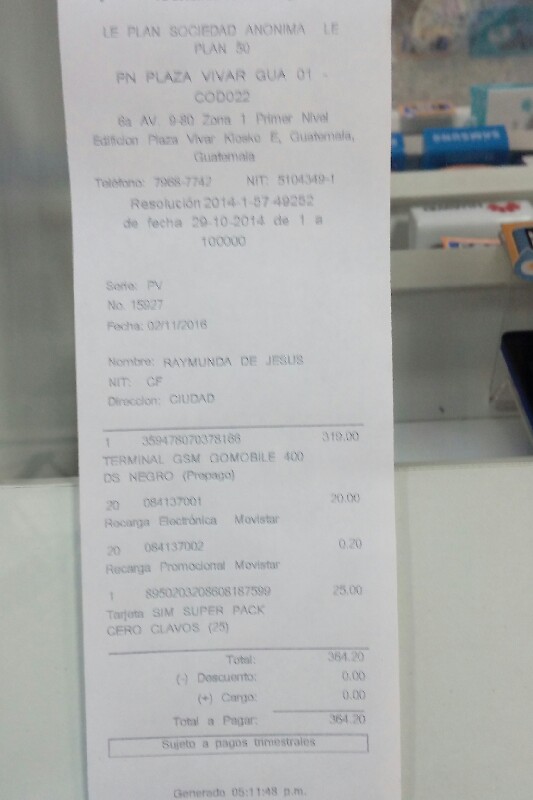 LE PLAN SOCIEDAD ANONIMA LE
PLAN 50
PN PLAZA VIVAR GUA 01 -
COD022
6a AV 9-80 Zona 1 Primer Nivel
Edificion Plaza Vivar Kiosko E, Guatemala,
Guatemala
Teléfono: 7968-7742 NIT: 5104349-1
Resolución 2014-1-57-49252
de fecha 29-10-2014 de 1 a
100000
Serie: PV
No. 15927
Fecha: 02/11/2016
Nombre: RAYMUNDA DE JESUS
NIT: CF
Direccion: CIUDAD
1 359478070378166 319.00
TERMINAL GSM GOMOBILE 400
DS NEGRO (Prepago)
20 084137001 20.00
Recarga Electrónica Movistar
20 084137002 0.20
Recarga Promocional Movistar
1 8950203208608187599 25.00
Tarjeta SIM SUPER PACK
CERO CLAVOS (25)
Total: 364.20
(-) Descuento: 0.00
(+) Cargo: 0.00
Total a Pagar: 364.20
Sujeto a pagos trimestrales
Generada 05:11:48 p.m.
SAMSUNG